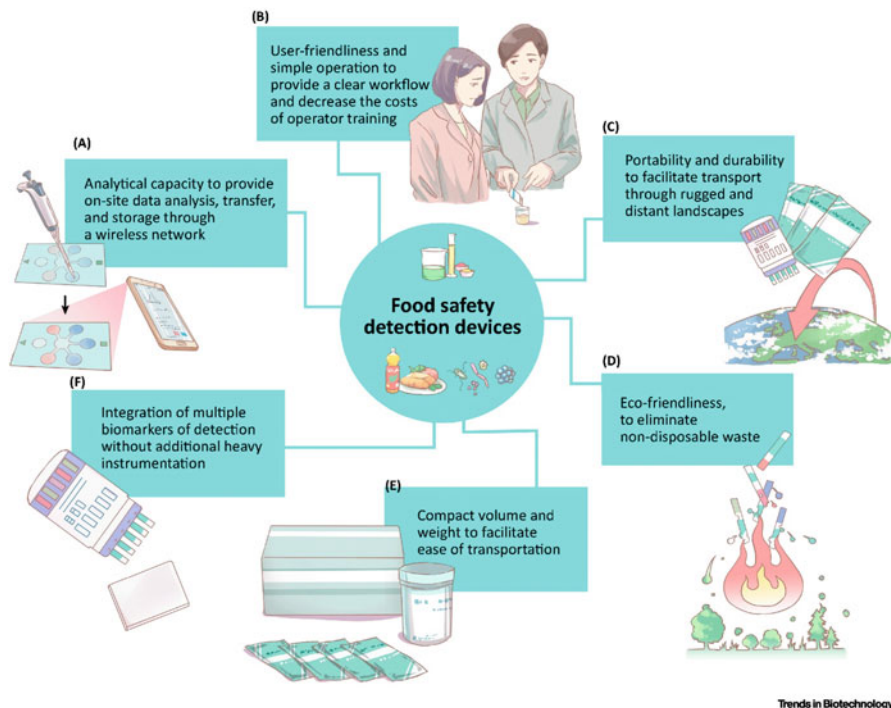 (B)
User-friendliness and
simple operation to
provide a clear workflow
and decrease the costs
of operator training
(A)
Analytical capacity to provide
on-site data analysis, transfer,
and storage through
a wireless network
(C)
Portability and durability
to facilitate transport
through rugged and
distant landscapes
Food safety
detection devices
(D)
Eco-friendliness,
to eliminate
non-disposable waste
(F)
Integration of multiple
biomarkers of detection
without additional heavy
instrumentation
(E)
Compact volume and
weight to facilitate
ease of transportation
Trends in Biotechnology